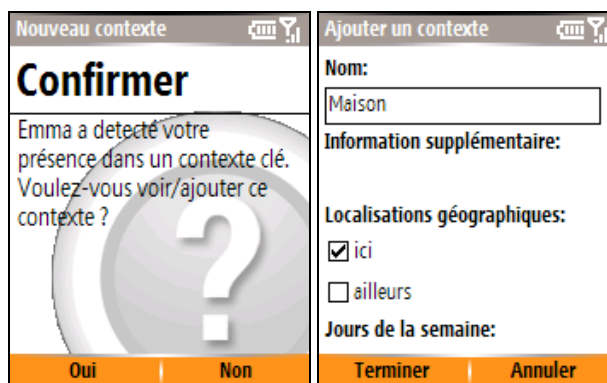 Nouveau contexte
Confirmer
Emma a detecté votre
présence dans un contexte clé.
Voulez-vous voir/ajouter ce
contexte ?
Oui Non
Ajouter un contexte
Nom:
Maison
Information supplémentaire:
Localisations géographiques:
ici
ailleurs
Jours de la semaine:
Terminer Annuler